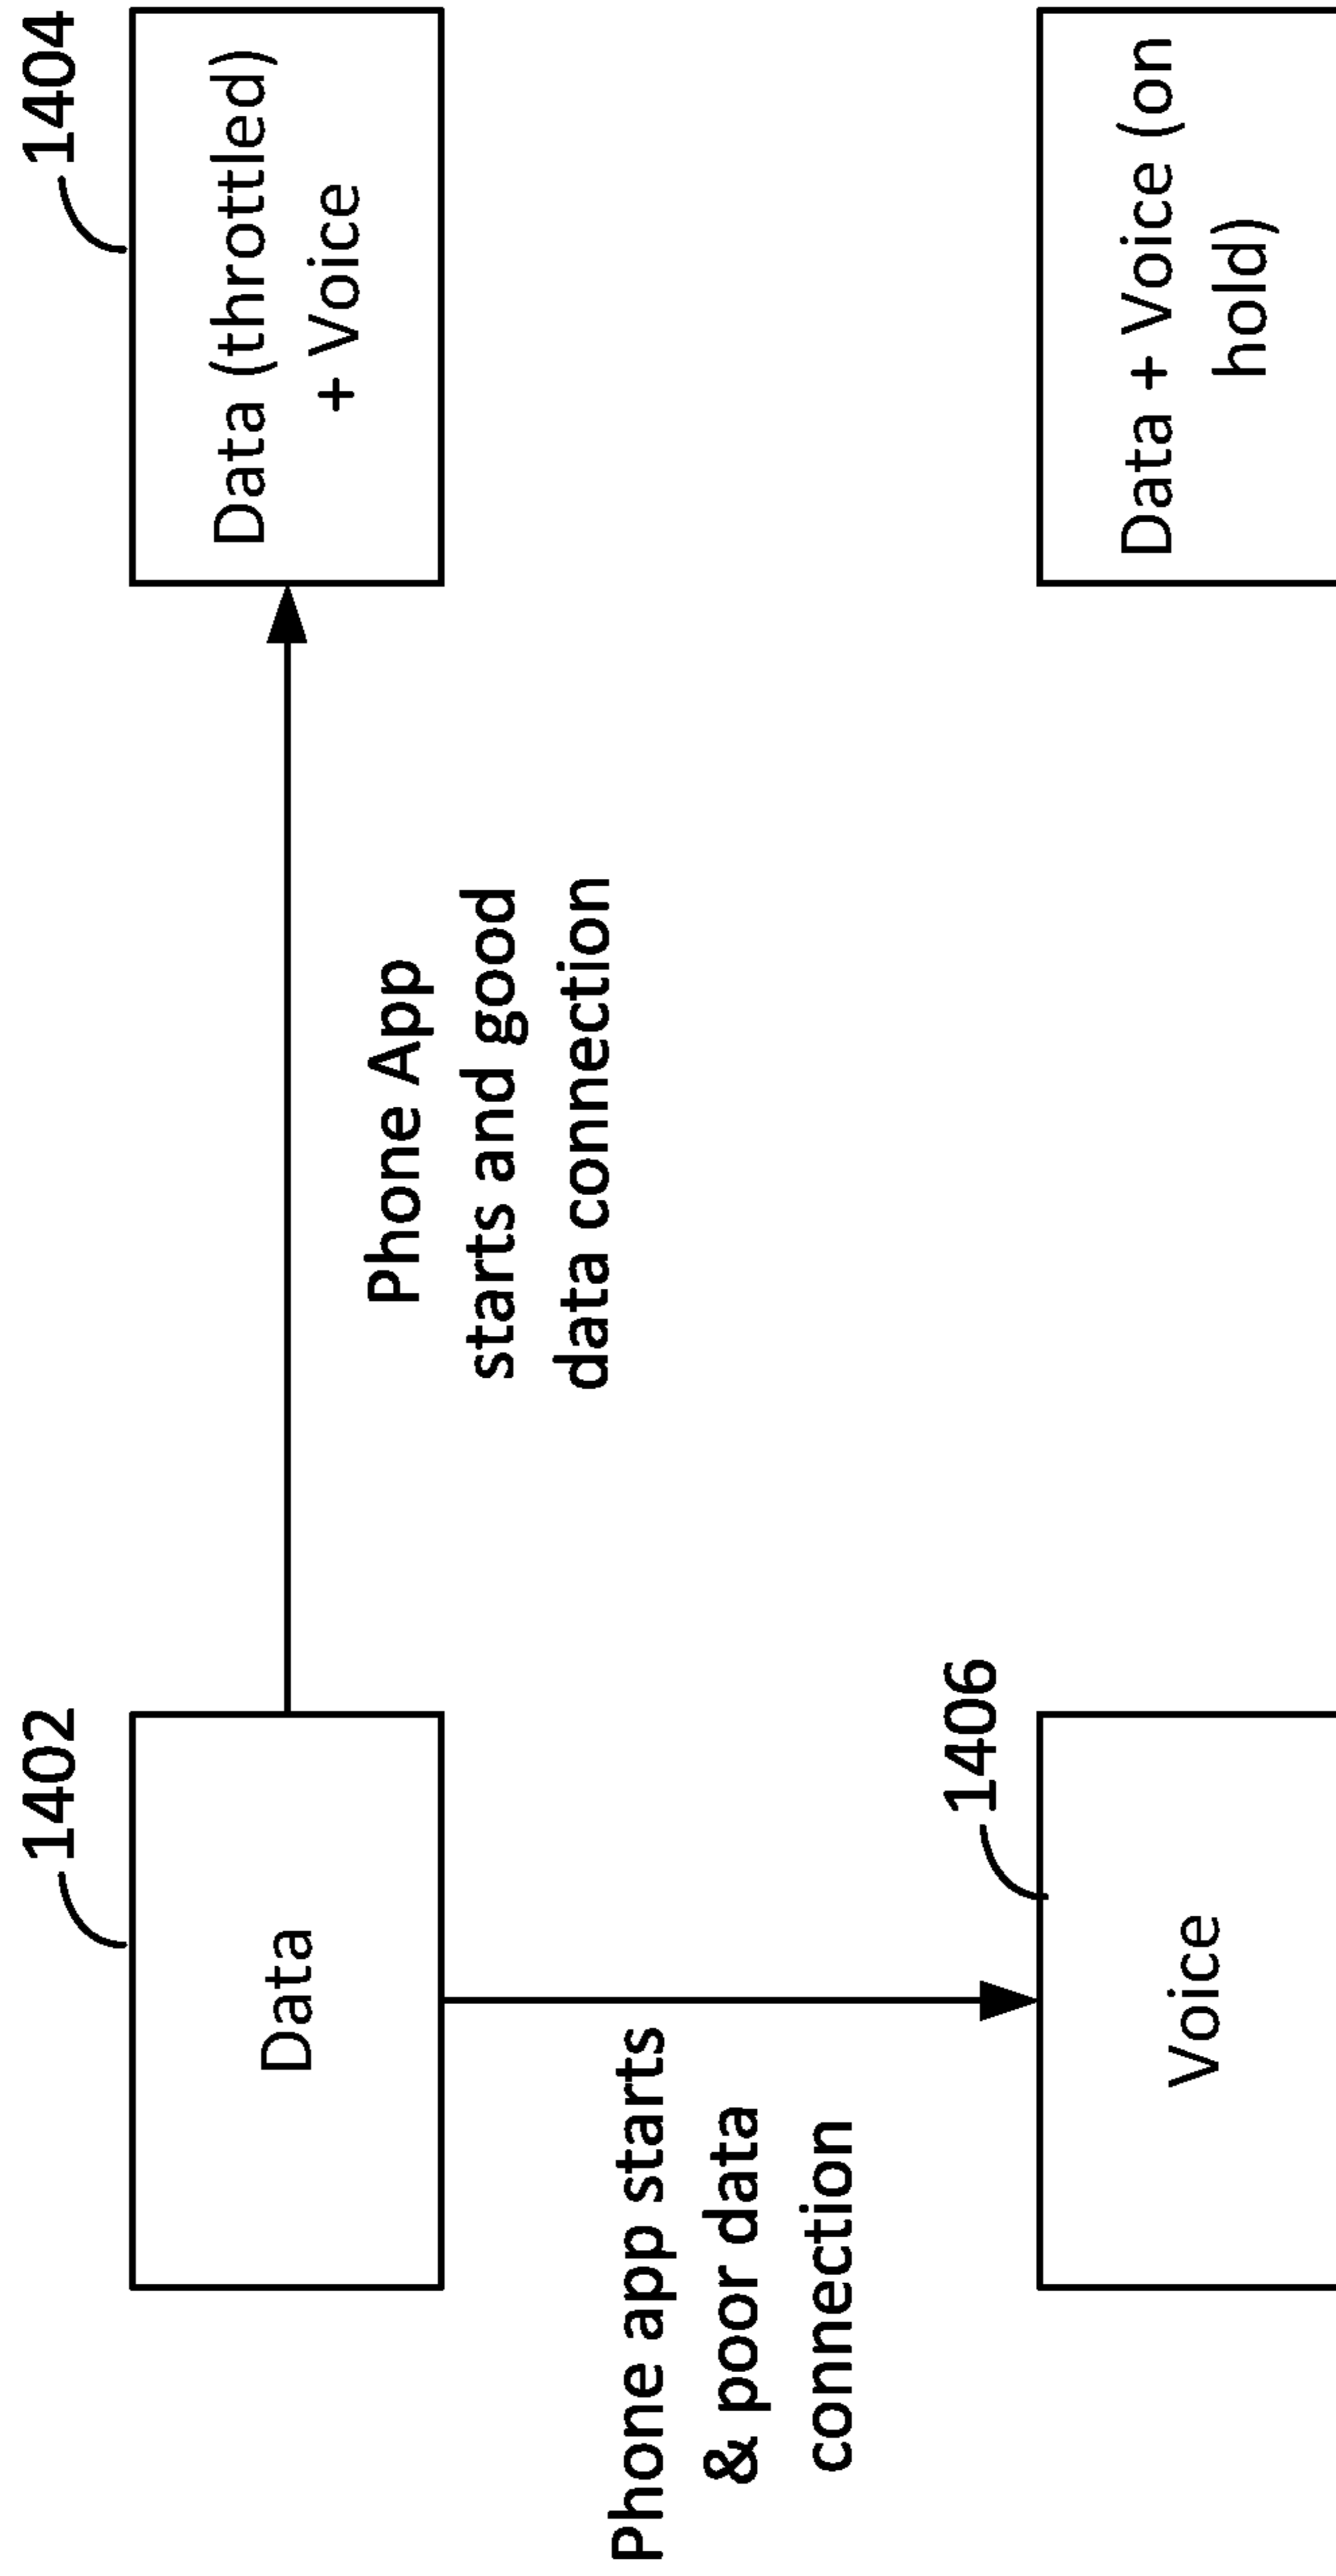 1402
Data
Phone App
starts and good
data connection
1404
Data (throttled)
+ Voice
Phone app starts
& poor data
connection
1406
Voice
Data + Voice (on
hold)